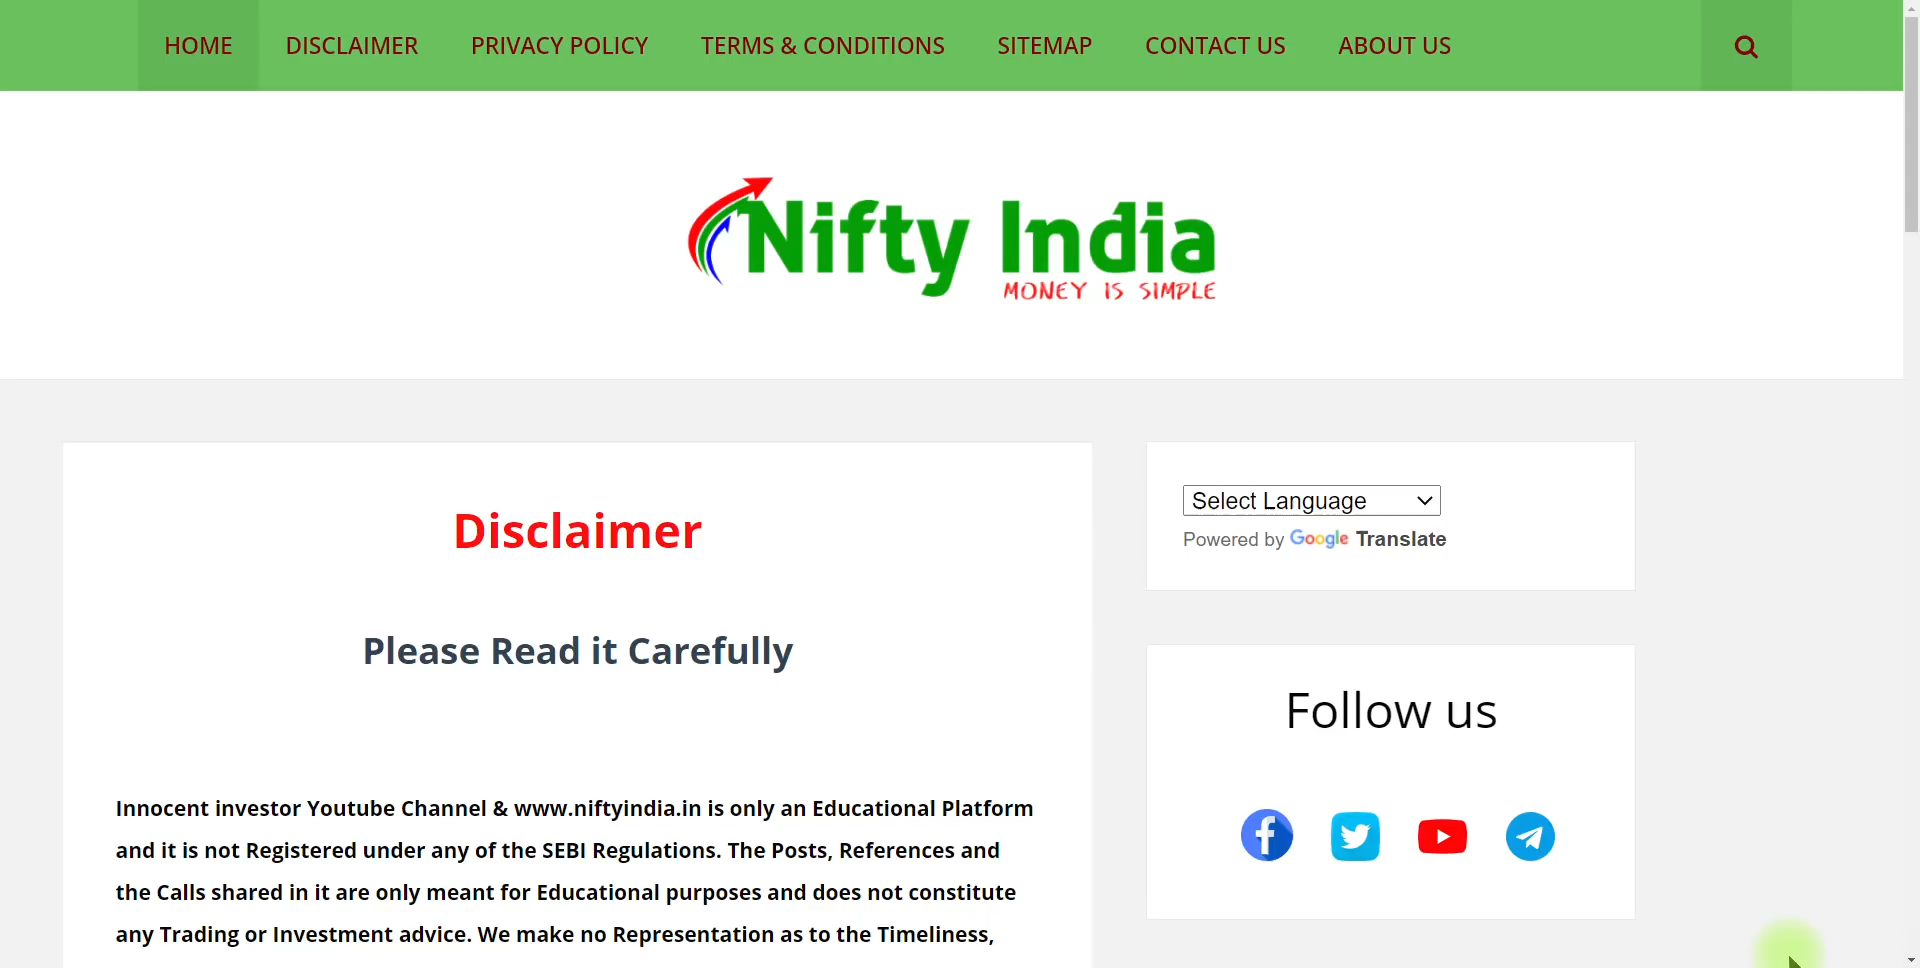 HOME DISCLAIMER PRIVACY POLICY TERMS & CONDITIONS SITEMAP CONTACT US ABOUT US
Nifty India
MONEY IS SIMPLE
Disclaimer
Please Read it Carefully
Innocent investor Youtube Channel & www.niftyindia.in is only an Educational Platform
and it is not Registered under any of the SEBI Regulations. The Posts, References and
the Calls shared in it are only meant for Educational purposes and does not constitute
any Trading or Investment advice. We make no Representation as to the Timeliness,
Select Language
Powered by Google Translate
Follow us